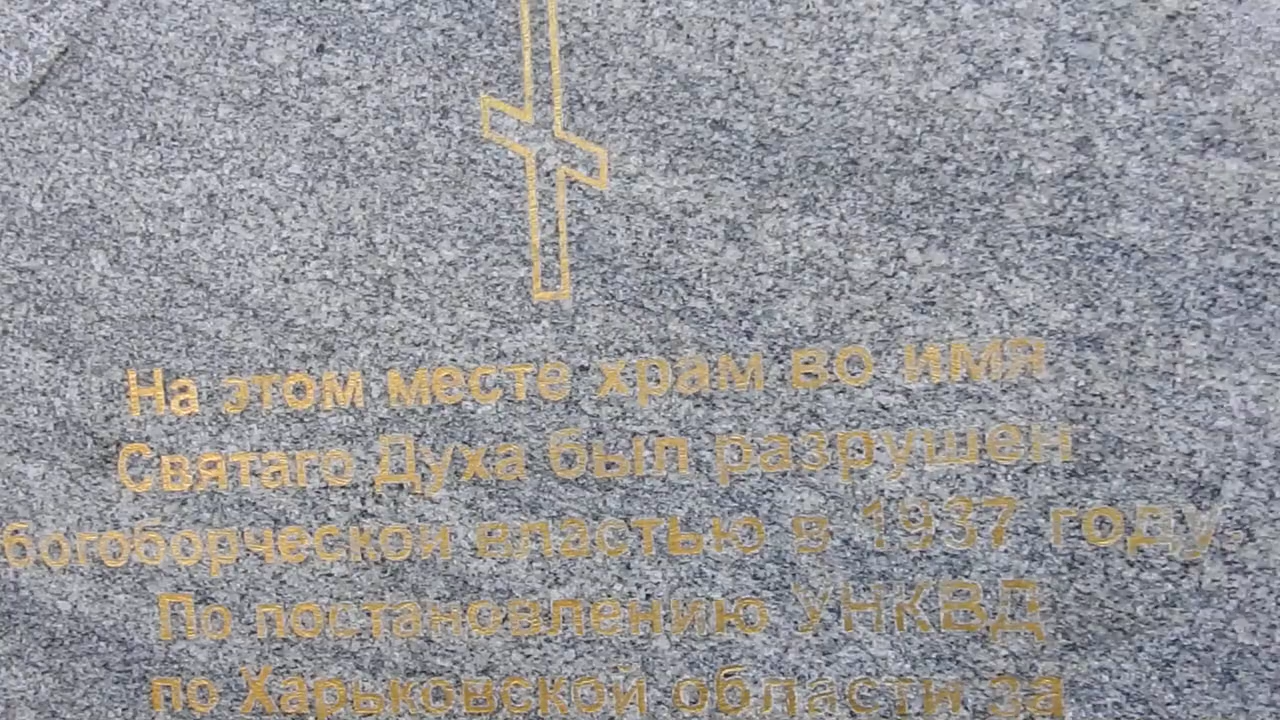 На этом месте храм во имя
Святаго Духа был разрушен
богоборческой властью в 1937 году.
По постановлению УНКВД
по Харьковской области за